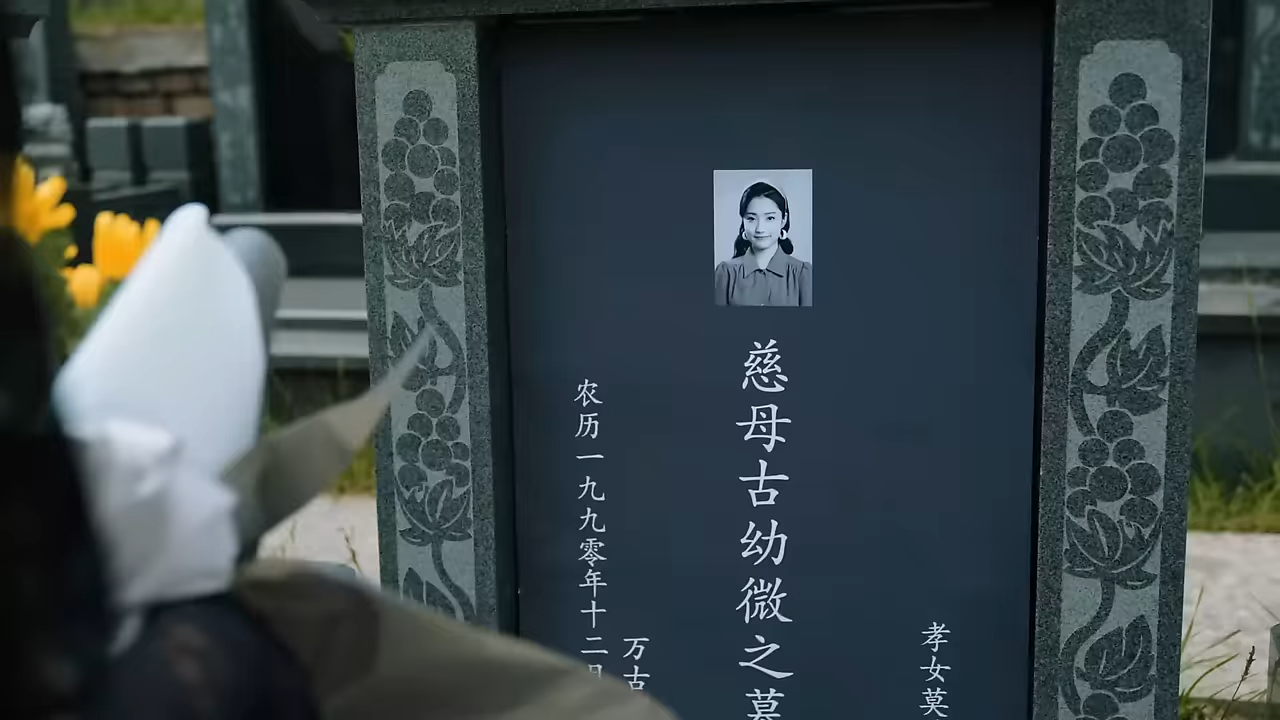 慈母古幼微之墓
农历一九九零年十二月
万古
孝女莫